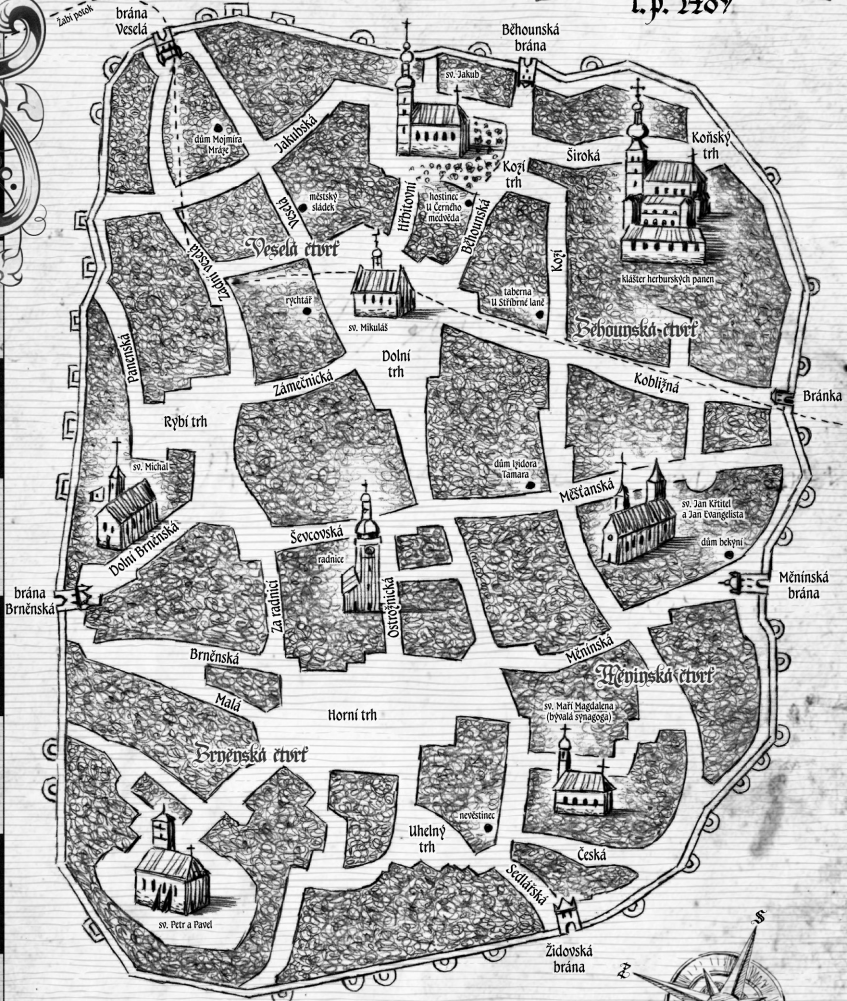 l.p. 1407
Žabí potok
brána
Veselá
Běhounská
brána
sv. Jakub
dům Mojmíra
Mráze
Jakubská
Široká
Koňský
trh
Kozí
trh
městský
sládek
Veselá
Hřbitovní
hostinec
U Černého
medvěda
Běhounská
Kozí
Veselá čtvrť
Zadní Veselá
klášter herburských panen
rychtář
taberna
U Stříbrné laně
sv. Mikuláš
Běhounská čtvrť
Panenská
Dolní
trh
Zámečnická
Kobližná
Bránka
Rybí trh
sv. Michal
dům Izidora
Tamara
Měšťanská
sv. Jan Křtitel
a Jan Evangelista
Dolní Brněnská
Ševcovská
radnice
dům bekyní
brána
Brněnská
Za radnicí
Ostrožnická
Měnínská
brána
Brněnská
Měnínská
Měnínská čtvrť
Malá
Horní trh
sv. Maří Magdalena
(bývalá synagoga)
Brněnská čtvrť
nevěstinec
Uhelný
trh
Česká
Sedlářská
sv. Petr a Pavel
Židovská
brána
S
Z